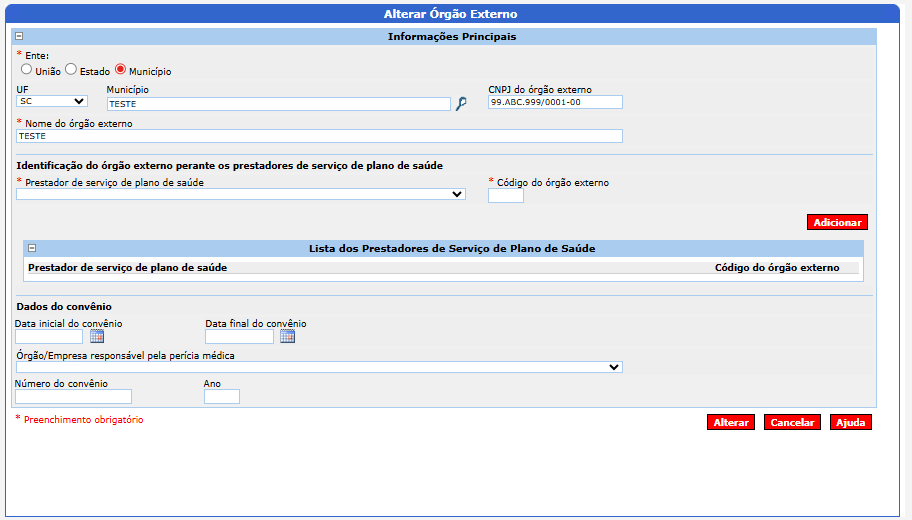 Alterar Órgão Externo
Informações Principais
* Ente:
União Estado Município
UF Município CNPJ do órgão externo
SC TESTE 99.ABC.999/0001-00
* Nome do órgão externo
TESTE
Identificação do órgão externo perante os prestadores de serviço de plano de saúde
* Prestador de serviço de plano de saúde * Código do órgão externo
Adicionar
Lista dos Prestadores de Serviço de Plano de Saúde
Prestador de serviço de plano de saúde Código do órgão externo
Dados do convênio
Data inicial do convênio Data final do convênio
Órgão/Empresa responsável pela perícia médica
Número do convênio Ano
* Preenchimento obrigatório Alterar Cancelar Ajuda